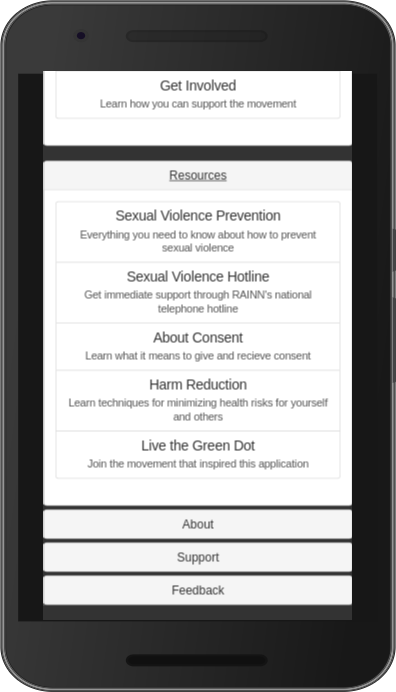 Get Involved
Learn how you can support the movement
Resources
Sexual Violence Prevention
Everything you need to know about how to prevent
sexual violence
Sexual Violence Hotline
Get immediate support through RAINN's national
telephone hotline
About Consent
Learn what it means to give and recieve consent
Harm Reduction
Learn techniques for minimizing health risks for yourself
and others
Live the Green Dot
Join the movement that inspired this application
About
Support
Feedback